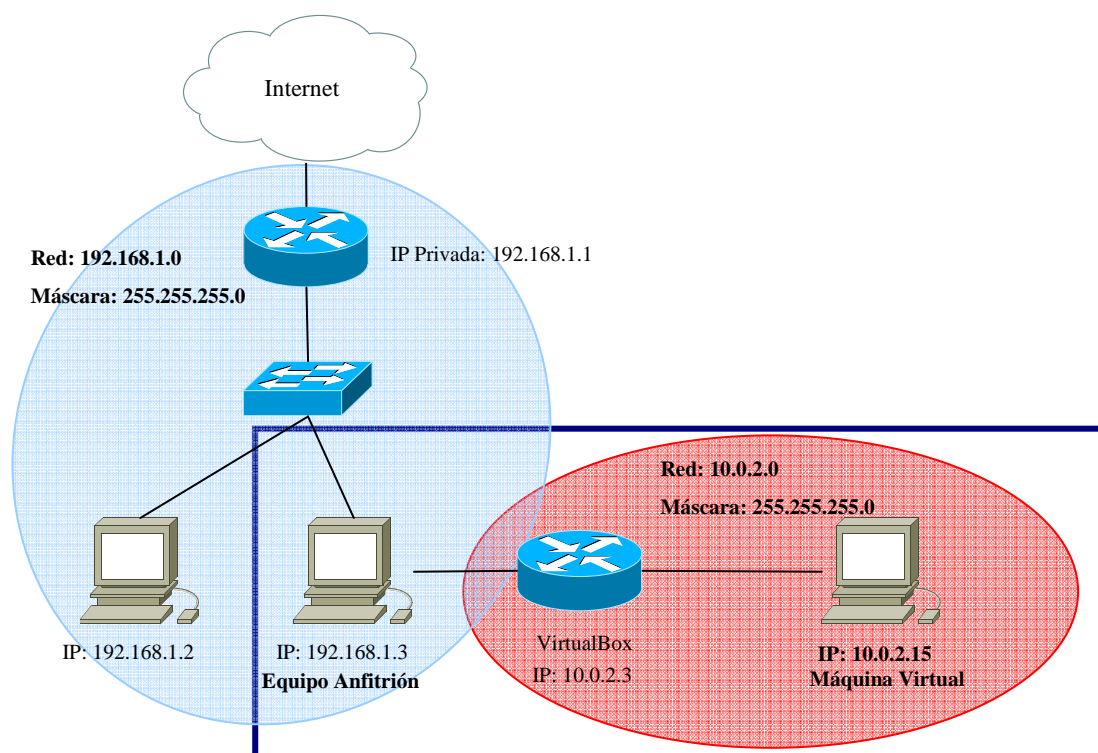 Internet
Red: 192.168.1.0
IP Privada: 192.168.1.1
Máscara: 255.255.255.0
Red: 10.0.2.0
Máscara: 255.255.255.0
IP: 192.168.1.2
IP: 192.168.1.3
Equipo Anfitrión
VirtualBox
IP: 10.0.2.3
IP: 10.0.2.15
Máquina Virtual